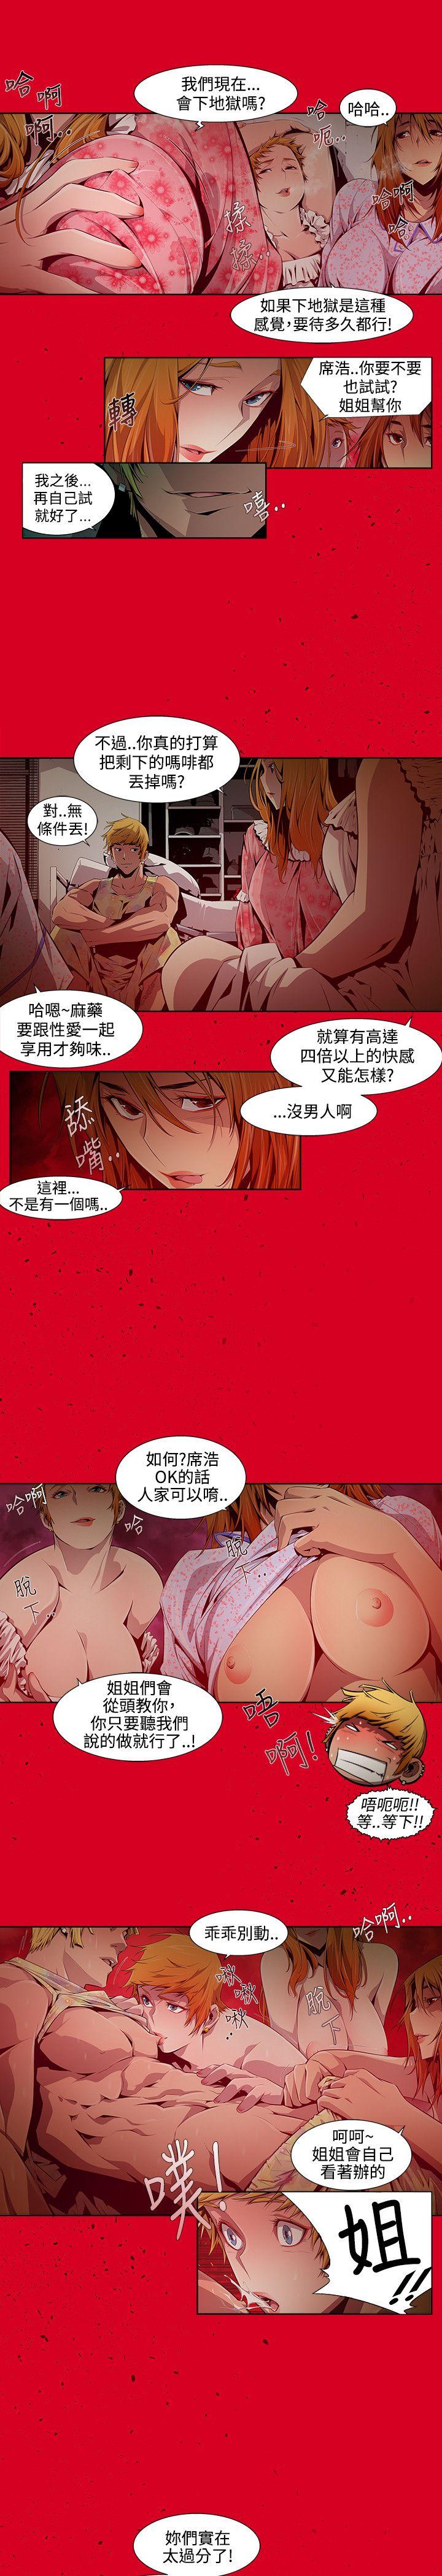 哈
啊
啊..
我們現在...
會下地獄嗎?
哈
呃..
哈哈..
哈啊
哈
揉
揉..
如果下地獄是這種
感覺,要待多久都行!
轉
席浩..你要不要
也試試?
姐姐幫你
我之後...
再自己試
就好了...
嘻..
不過..你真的打算
把剩下的嗎啡都
丟掉嗎?
對..無
條件丟!
哈嗯~麻藥
要跟性愛一起
享用才夠味..
就算有高達
四倍以上的快感
又能怎樣?
...沒男人啊
舔
嘴..
這裡...
不是有一個嗎..
如何?席浩
OK的話
人家可以唷..
哈啊
哈
脫
下..
脫
下...
姐姐們會
從頭教你,
你只要聽我們
說的做就行了..!
唔
啊!
唔呃呃!!
等..等下!!
乖乖別動..
哈啊..
啾
啾
啾
..
脫
下
噗!
呵呵~
姐姐會自己
看著辦的
姐!!
妳們實在
太過分了!